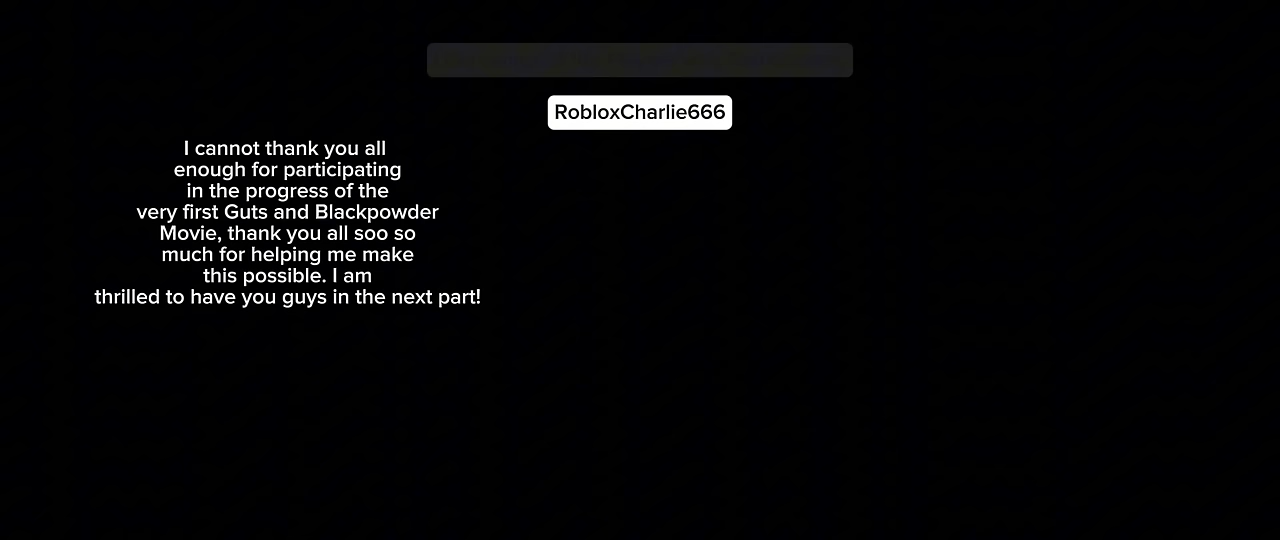 RobloxCharlie666
I cannot thank you all
enough for participating
in the progress of the
very first Guts and Blackpowder
Movie, thank you all soo so
much for helping me make
this possible. I am
thrilled to have you guys in the next part!